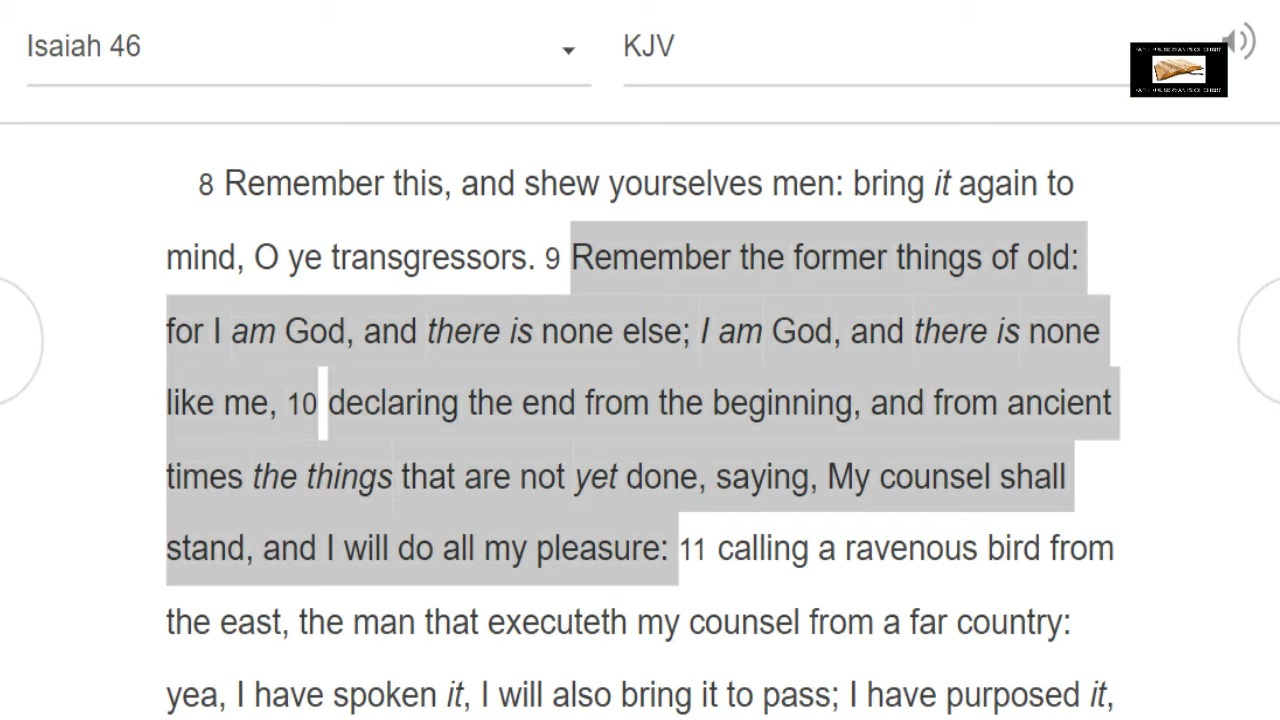 Isaiah 46
KJV
8 Remember this, and shew yourselves men: bring it again to
mind, O ye transgressors. 9 Remember the former things of old:
for I am God, and there is none else; I am God, and there is none
like me, 10 declaring the end from the beginning, and from ancient
times the things that are not yet done, saying, My counsel shall
stand, and I will do all my pleasure: 11 calling a ravenous bird from
the east, the man that executeth my counsel from a far country:
yea, I have spoken it, I will also bring it to pass; I have purposed it,